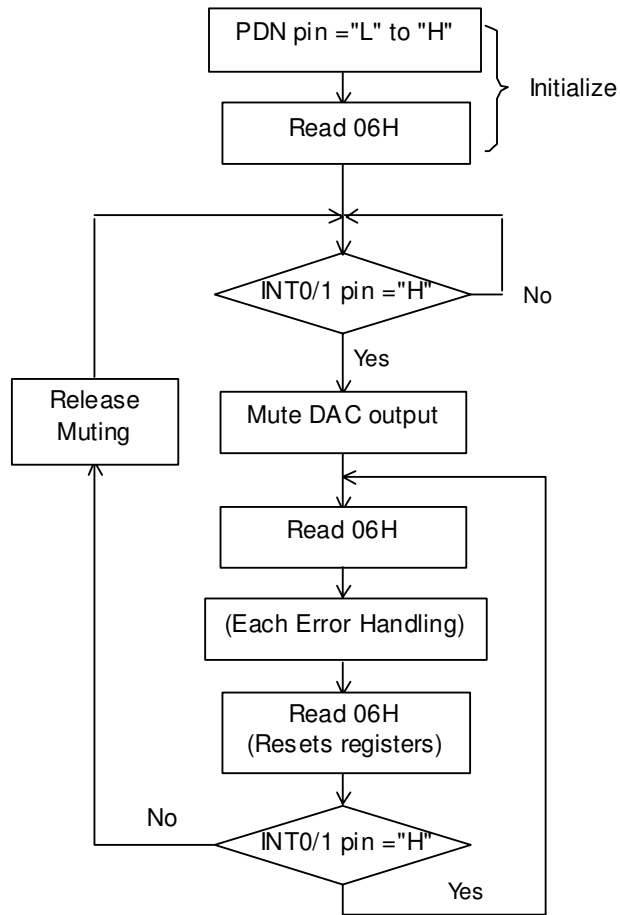 PDN pin ="L" to "H"
Initialize
Read 06H
INT0/1 pin ="H"
No
Yes
Release
Muting
Mute DAC output
Read 06H
(Each Error Handling)
Read 06H
(Resets registers)
No
INT0/1 pin ="H"
Yes